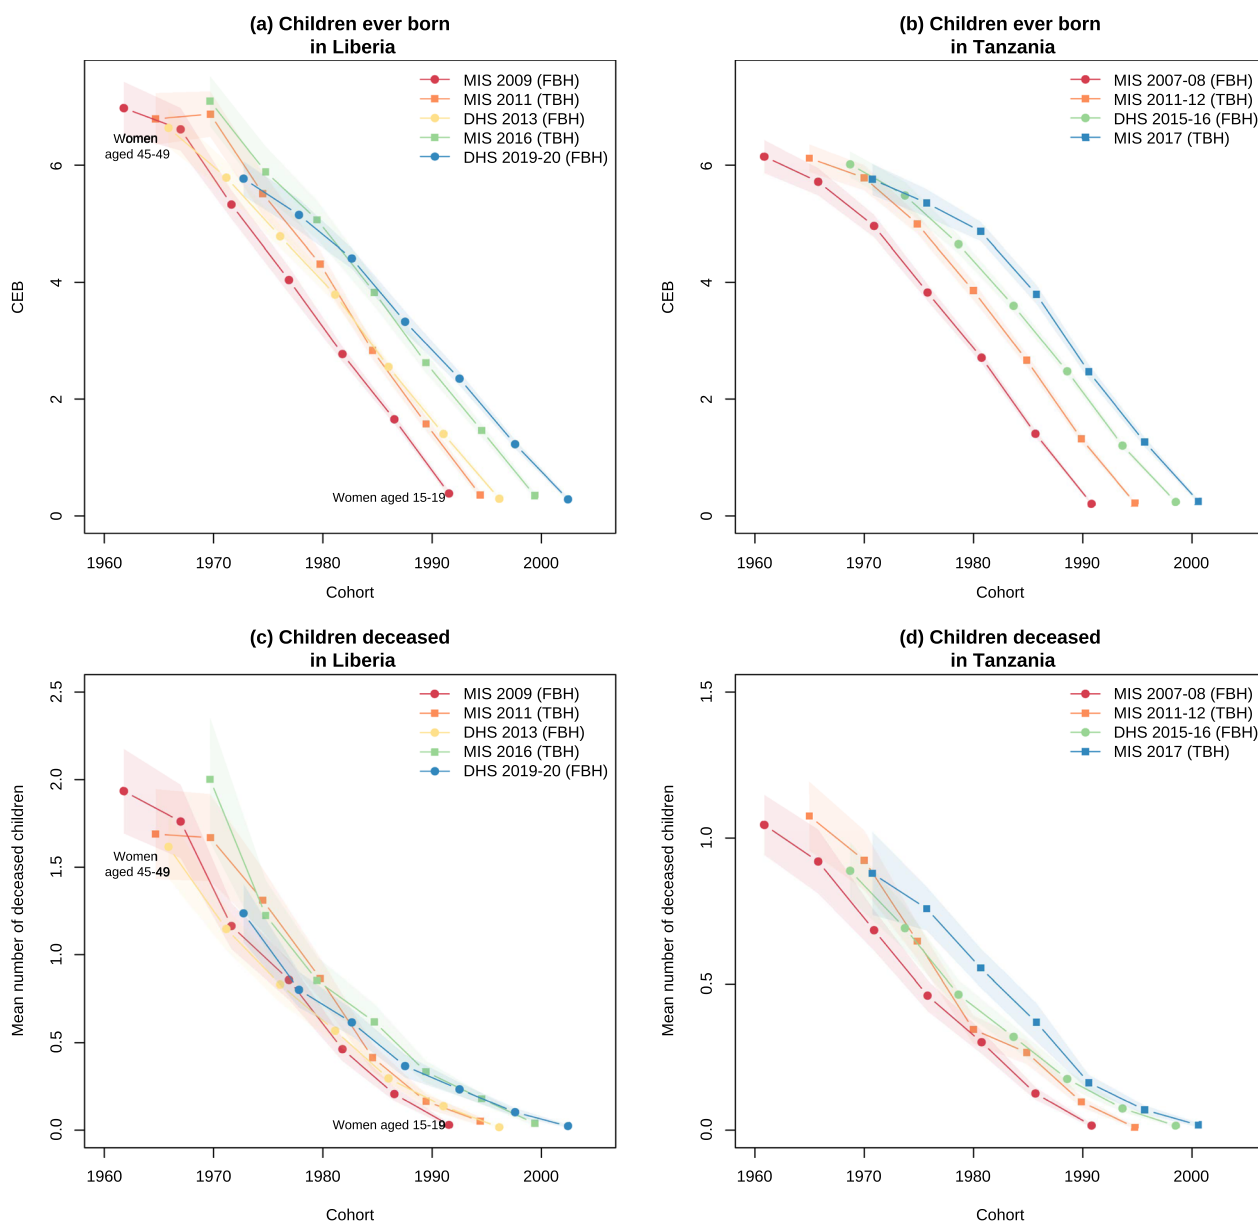 (a) Children ever born
in Liberia
MIS 2009 (FBH)
MIS 2011 (TBH)
DHS 2013 (FBH)
MIS 2016 (TBH)
DHS 2019-20 (FBH)
Women
aged 45-49
Women aged 15-19
CEB
0
2
4
6
1960
1970
1980
1990
2000
Cohort
(b) Children ever born
in Tanzania
MIS 2007-08 (FBH)
MIS 2011-12 (TBH)
DHS 2015-16 (FBH)
MIS 2017 (TBH)
CEB
0
2
4
6
1960
1970
1980
1990
2000
Cohort
(c) Children deceased
in Liberia
MIS 2009 (FBH)
MIS 2011 (TBH)
DHS 2013 (FBH)
MIS 2016 (TBH)
DHS 2019-20 (FBH)
Women
aged 45-49
Women aged 15-19
Mean number of deceased children
0.0
0.5
1.0
1.5
2.0
2.5
1960
1970
1980
1990
2000
Cohort
(d) Children deceased
in Tanzania
MIS 2007-08 (FBH)
MIS 2011-12 (TBH)
DHS 2015-16 (FBH)
MIS 2017 (TBH)
Mean number of deceased children
0.0
0.5
1.0
1.5
1960
1970
1980
1990
2000
Cohort